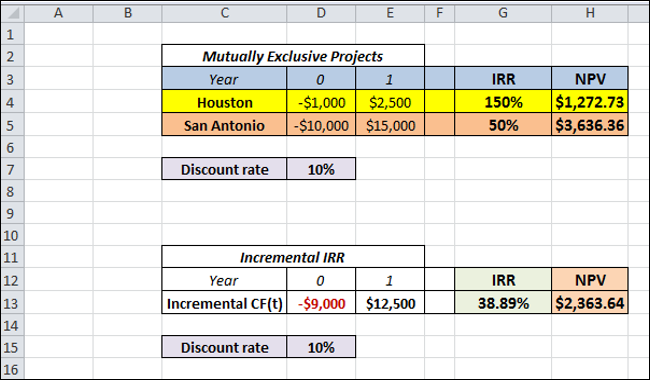 A B C D E F G H
1
2 Mutually Exclusive Projects
3 Year 0 1 IRR NPV
4 Houston -$1,000 $2,500 150% $1,272.73
5 San Antonio -$10,000 $15,000 50% $3,636.36
6
7 Discount rate 10%
8
9
10
11 Incremental IRR
12 Year 0 1 IRR NPV
13 Incremental CF(t) -$9,000 $12,500 38.89% $2,363.64
14
15 Discount rate 10%
16